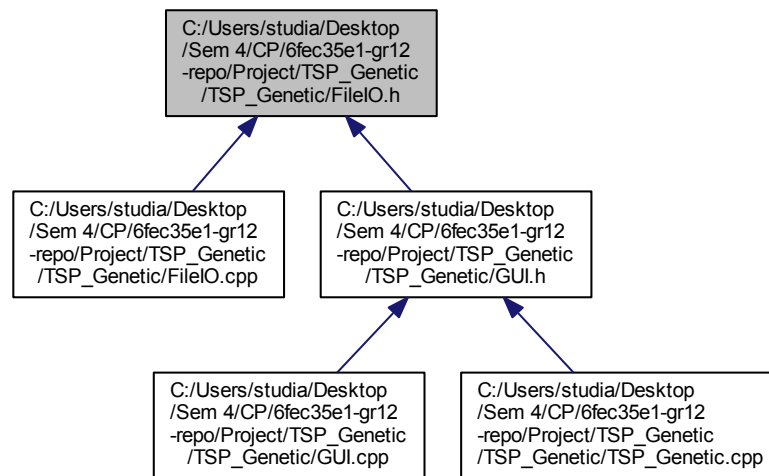 C:/Users/studia/Desktop
/Sem 4/CP/6fec35e1-gr12
-repo/Project/TSP_Genetic
/TSP_Genetic/FileIO.h
C:/Users/studia/Desktop
/Sem 4/CP/6fec35e1-gr12
-repo/Project/TSP_Genetic
/TSP_Genetic/FileIO.cpp
C:/Users/studia/Desktop
/Sem 4/CP/6fec35e1-gr12
-repo/Project/TSP_Genetic
/TSP_Genetic/GUI.h
C:/Users/studia/Desktop
/Sem 4/CP/6fec35e1-gr12
-repo/Project/TSP_Genetic
/TSP_Genetic/GUI.cpp
C:/Users/studia/Desktop
/Sem 4/CP/6fec35e1-gr12
-repo/Project/TSP_Genetic
/TSP_Genetic/TSP_Genetic.cpp